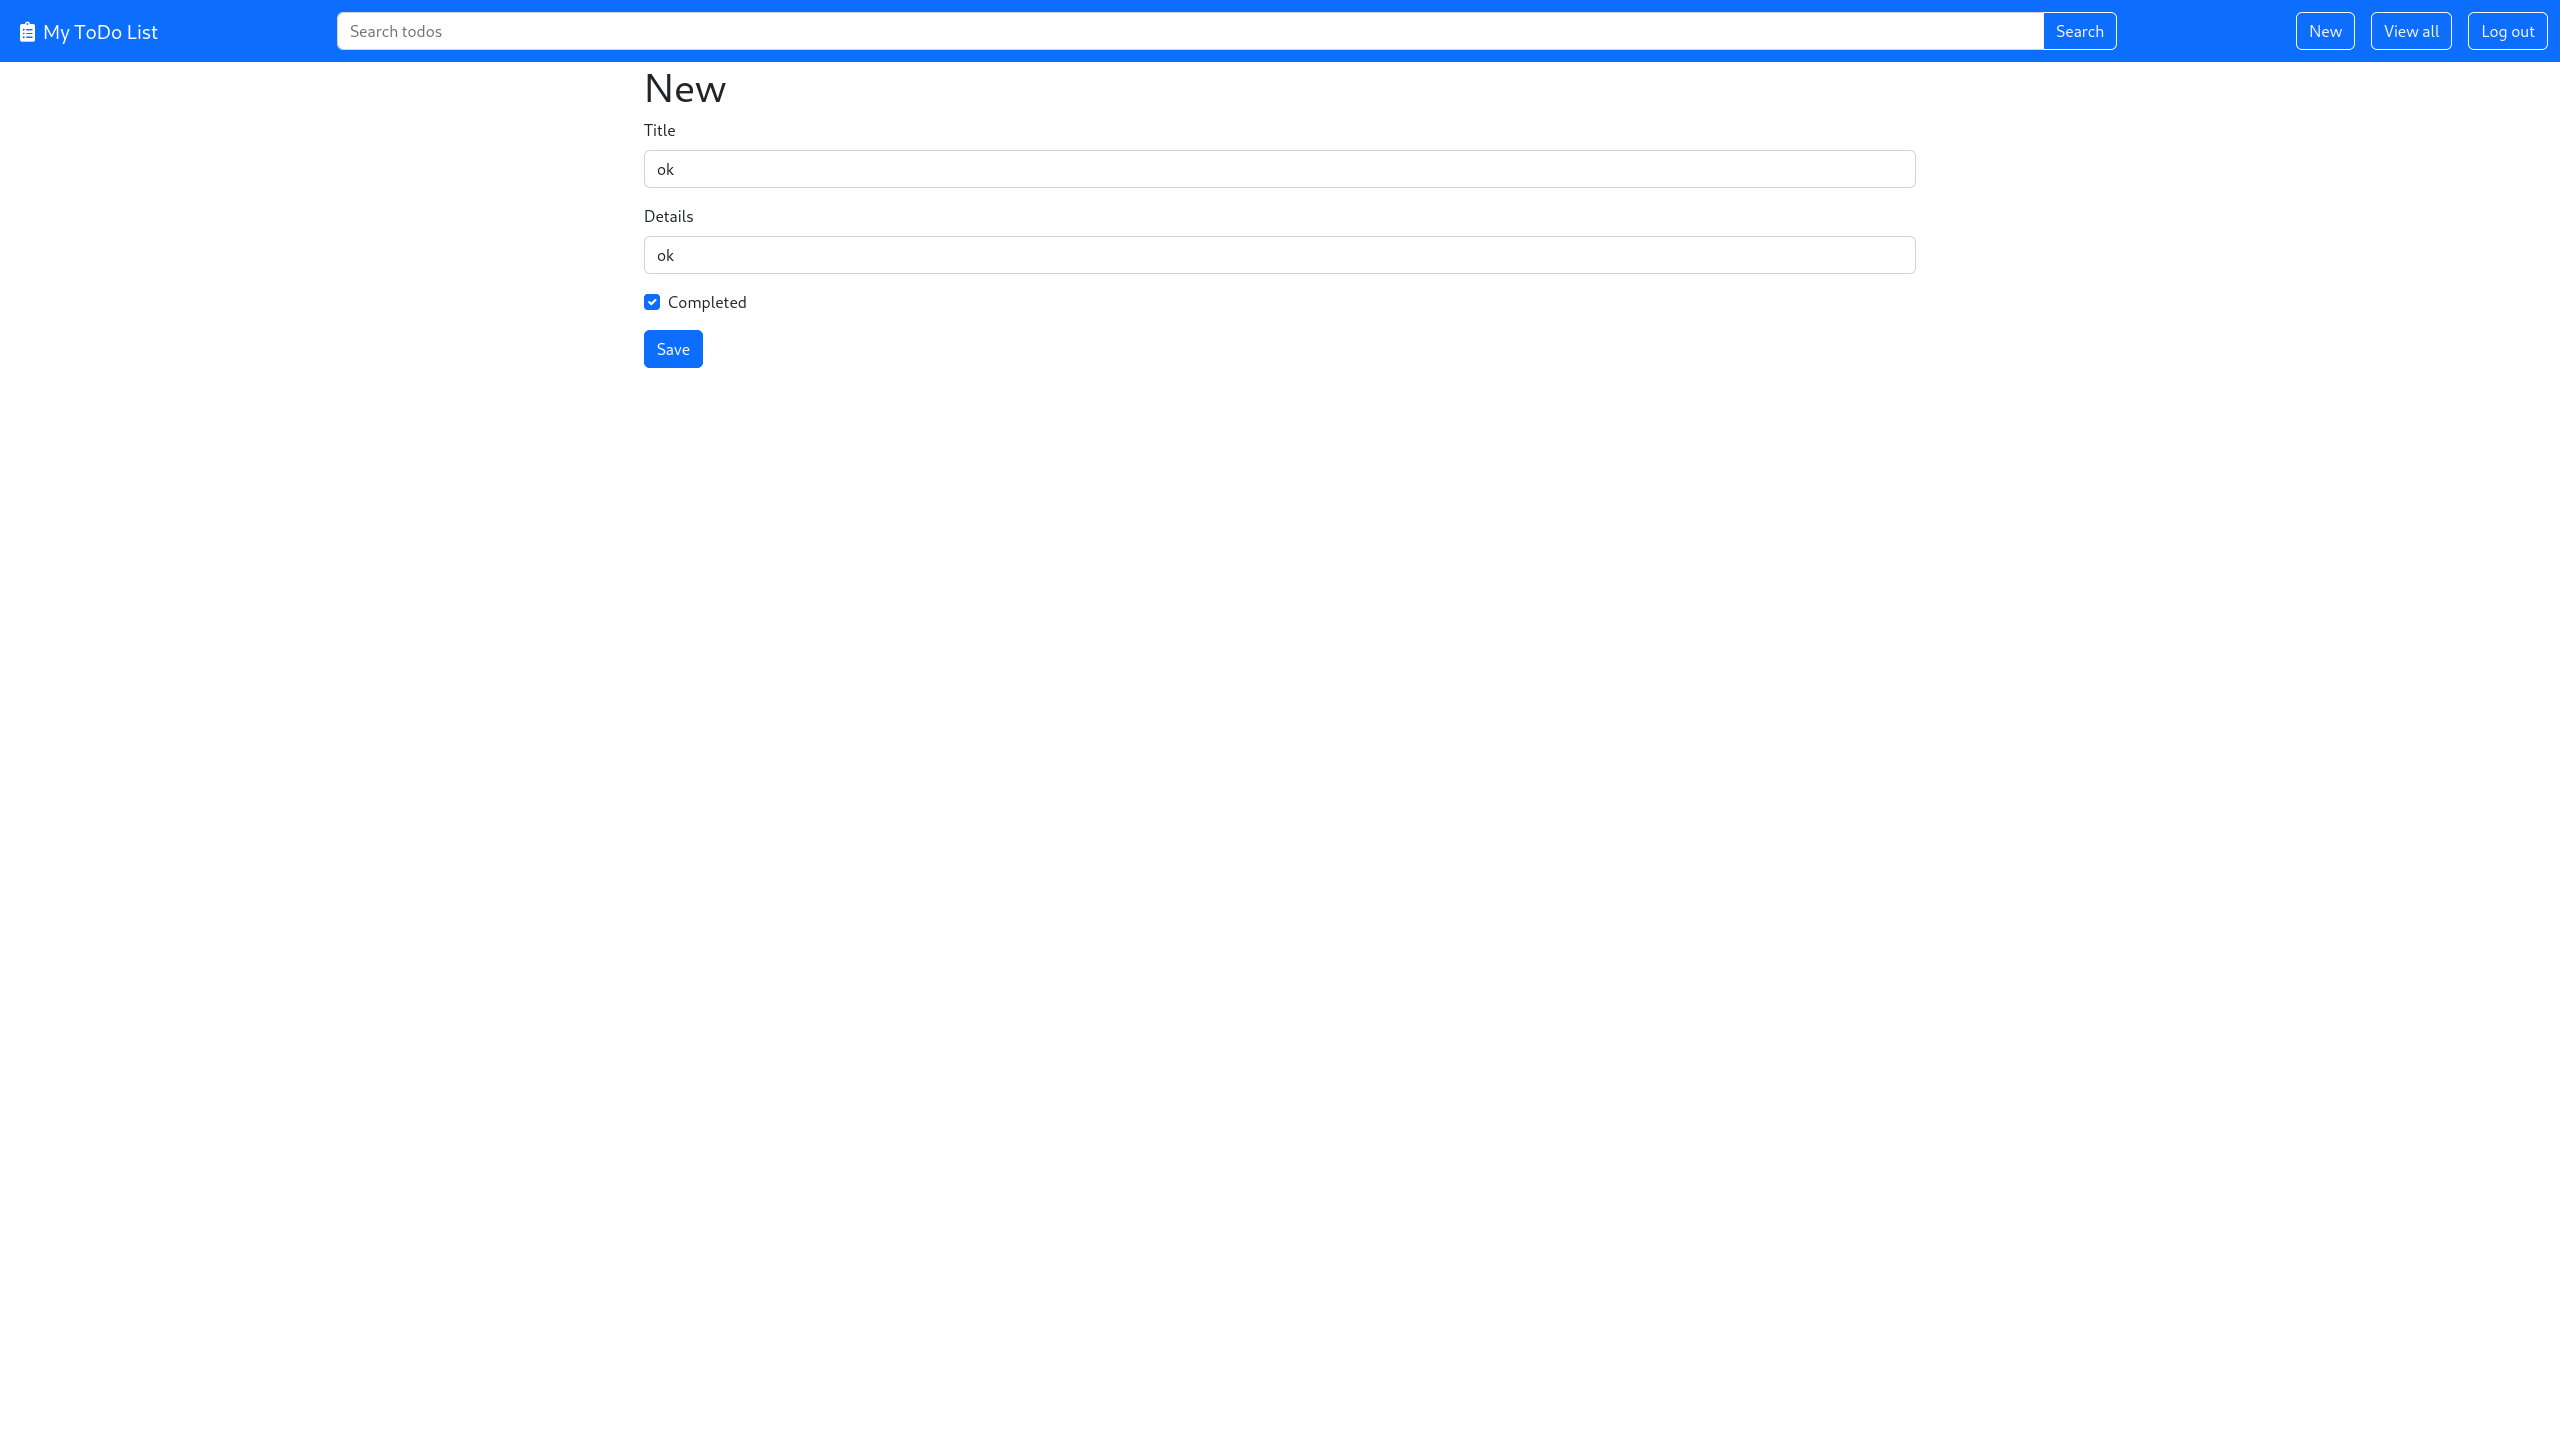 My ToDo List
Search todos
Search
New
View all
Log out
New
Title
ok
Details
ok
Completed
Save